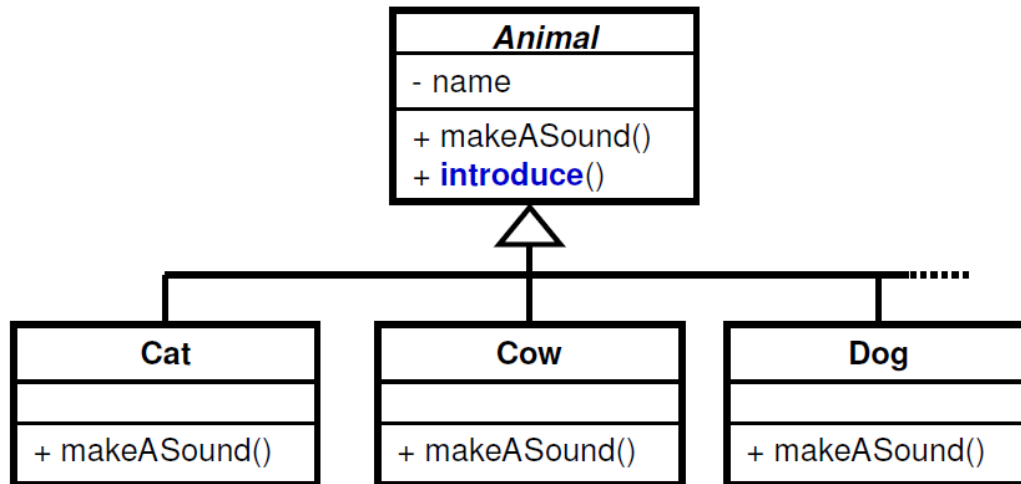 Animal
- name
+ makeASound()
+ introduce()
Cat
Cow
Dog
+ makeASound()
+ makeASound()
+ makeASound()